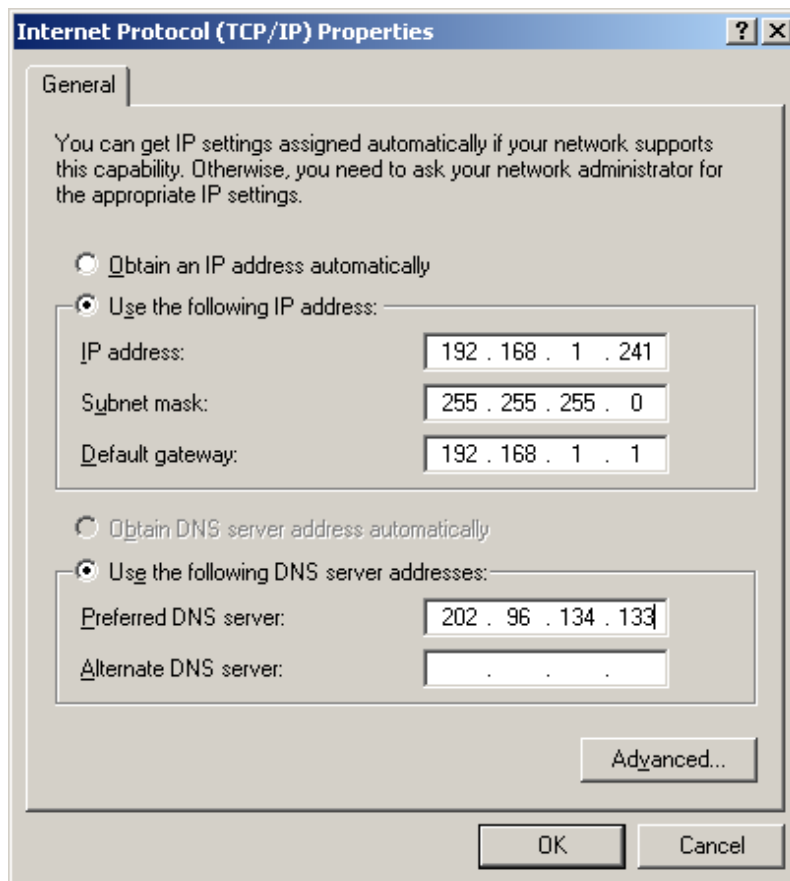 Internet Protocol (TCP/IP) Properties
General
You can get IP settings assigned automatically if your network supports
this capability. Otherwise, you need to ask your network administrator for
the appropriate IP settings.
Obtain an IP address automatically
Use the following IP address:
IP address: 192 . 168 . 1 . 241
Subnet mask: 255 . 255 . 255 . 0
Default gateway: 192 . 168 . 1 . 1
Obtain DNS server address automatically
Use the following DNS server addresses:
Preferred DNS server: 202 . 96 . 134 . 133
Alternate DNS server: . . .
Advanced...
OK Cancel